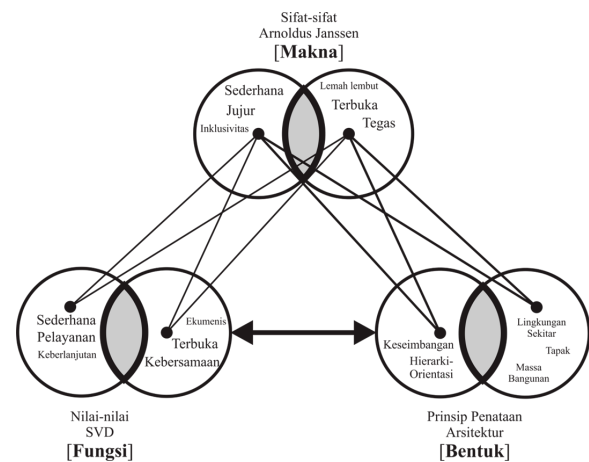 Sifat-sifat
Arnoldus Janssen
[Makna]
Sederhana
Jujur
Inklusivitas
Lemah lembut
Terbuka
Tegas
Sederhana
Pelayanan
Keberlanjutan
Ekumenis
Terbuka
Kebersamaan
Keseimbangan
Hierarki-
Orientasi
Lingkungan
Sekitar
Tapak
Massa
Bangunan
Nilai-nilai
SVD
[Fungsi]
Prinsip Penataan
Arsitektur
[Bentuk]